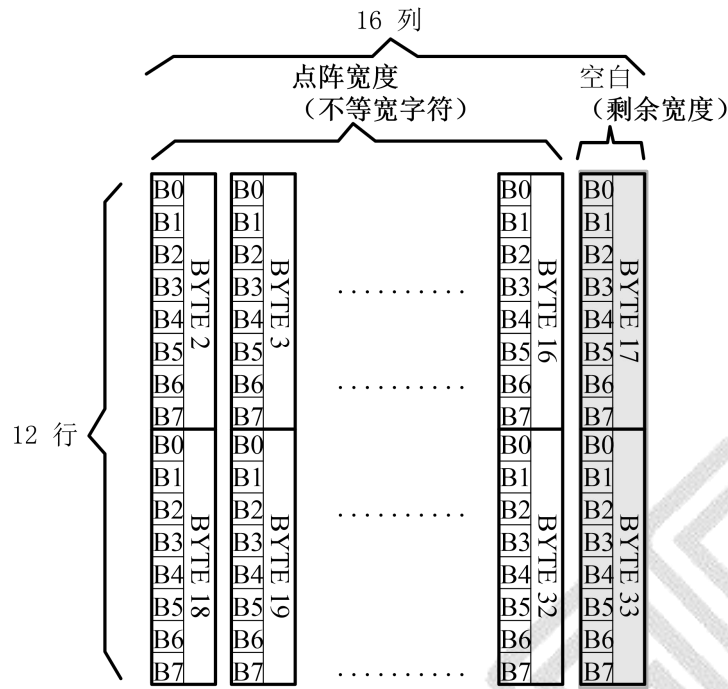 16 列
点阵宽度 空白
（不等宽字符） （剩余宽度）
B0 B0 B0 B0
B1 B1 B1 B1
B2 B2 B2 B2
B3 B3 .......... B3 B3
B4 B4 B4 B4
B5 B5 B5 B5
B6 B6 .......... B6 B6
B7 B7 B7 B7
BYTE 2 BYTE 3 BYTE 16 BYTE 17
12 行
B0 B0 B0 B0
B1 B1 B1 B1
B2 B2 .......... B2 B2
B3 B3 B3 B3
B4 B4 B4 B4
B5 B5 B5 B5
B6 B6 B6 B6
B7 B7 .......... B7 B7
BYTE 18 BYTE 19 BYTE 32 BYTE 33